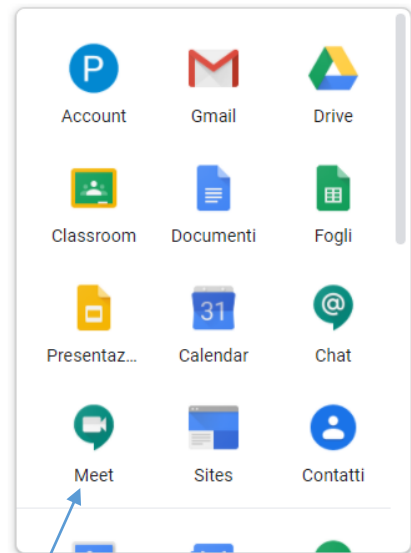 P
Account Gmail Drive
Classroom Documenti Fogli
31 @
Presentaz... Calendar Chat
Meet Sites Contatti